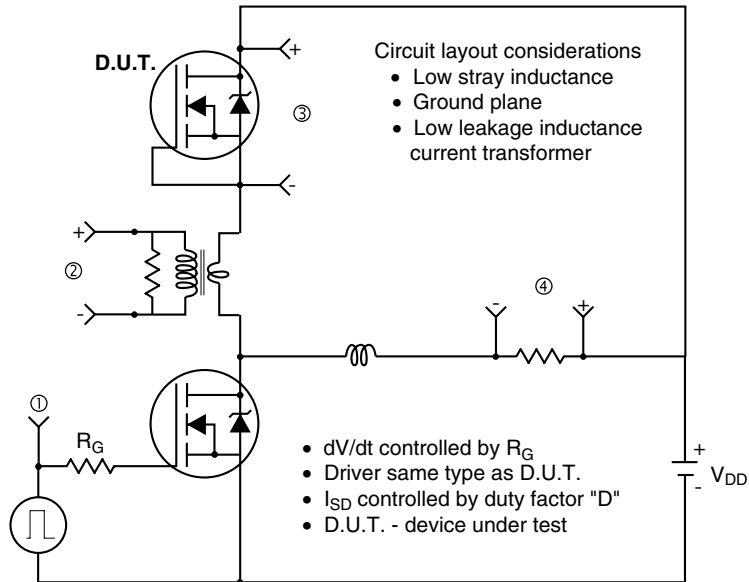 D.U.T.
+
③
-
Circuit layout considerations
• Low stray inductance
• Ground plane
• Low leakage inductance
current transformer
+
②
-
④
- +
①
R_G
+
V_DD
-
• dV/dt controlled by R_G
• Driver same type as D.U.T.
• I_SD controlled by duty factor "D"
• D.U.T. - device under test